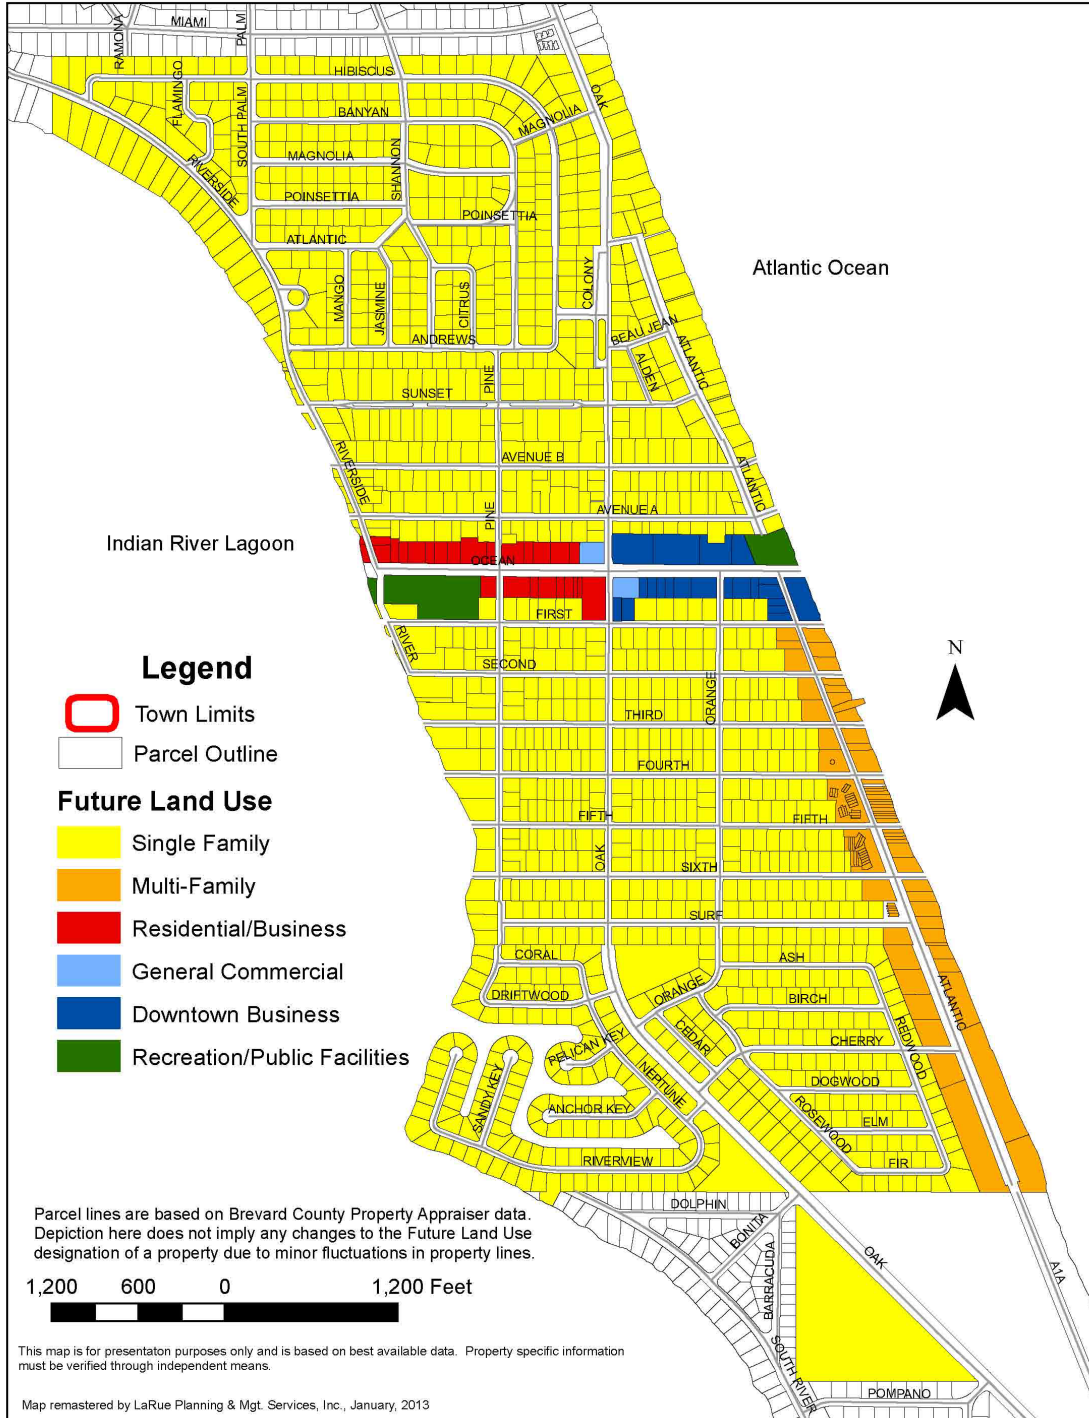 MIAMI
RAMONA
PALM
HIBISCUS
FLAMINGO
SOUTH PALM
BANYAN
OAK
MAGNOLIA
MAGNOLIA
SHANNON
RIVERSIDE
POINSETTIA
POINSETTIA
ATLANTIC
Atlantic Ocean
MANGO
JASMINE
CITRUS
COLONY
ANDREWS
BEAU JEAN
ATLANTIC
ALDEN
PINE
SUNSET
RIVERSIDE
AVENUE B
ATLANTIC
PINE
AVENUE A
Indian River Lagoon
OCEAN
FIRST
RIVER
SECOND
N
ORANGE
THIRD
FOURTH
FIFTH
FIFTH
OAK
SIXTH
SURF
CORAL
ASH
DRIFTWOOD
ORANGE
BIRCH
ATLANTIC
CEDAR
REDWOOD
CHERRY
PELICAN KEY
NEPTUNE
SANDY KEY
DOGWOOD
ANCHOR KEY
ROSEWOOD
ELM
RIVERVIEW
FIR
DOLPHIN
BONITA
BARRACUDA
OAK
A1A
SOUTH RIVER
POMPANO
Legend
Town Limits
Parcel Outline
Future Land Use
Single Family
Multi-Family
Residential/Business
General Commercial
Downtown Business
Recreation/Public Facilities
Parcel lines are based on Brevard County Property Appraiser data.
Depiction here does not imply any changes to the Future Land Use
designation of a property due to minor fluctuations in property lines.
1,200 600 0 1,200 Feet
This map is for presentaton purposes only and is based on best available data. Property specific information
must be verified through independent means.
Map remastered by LaRue Planning & Mgt. Services, Inc., January, 2013